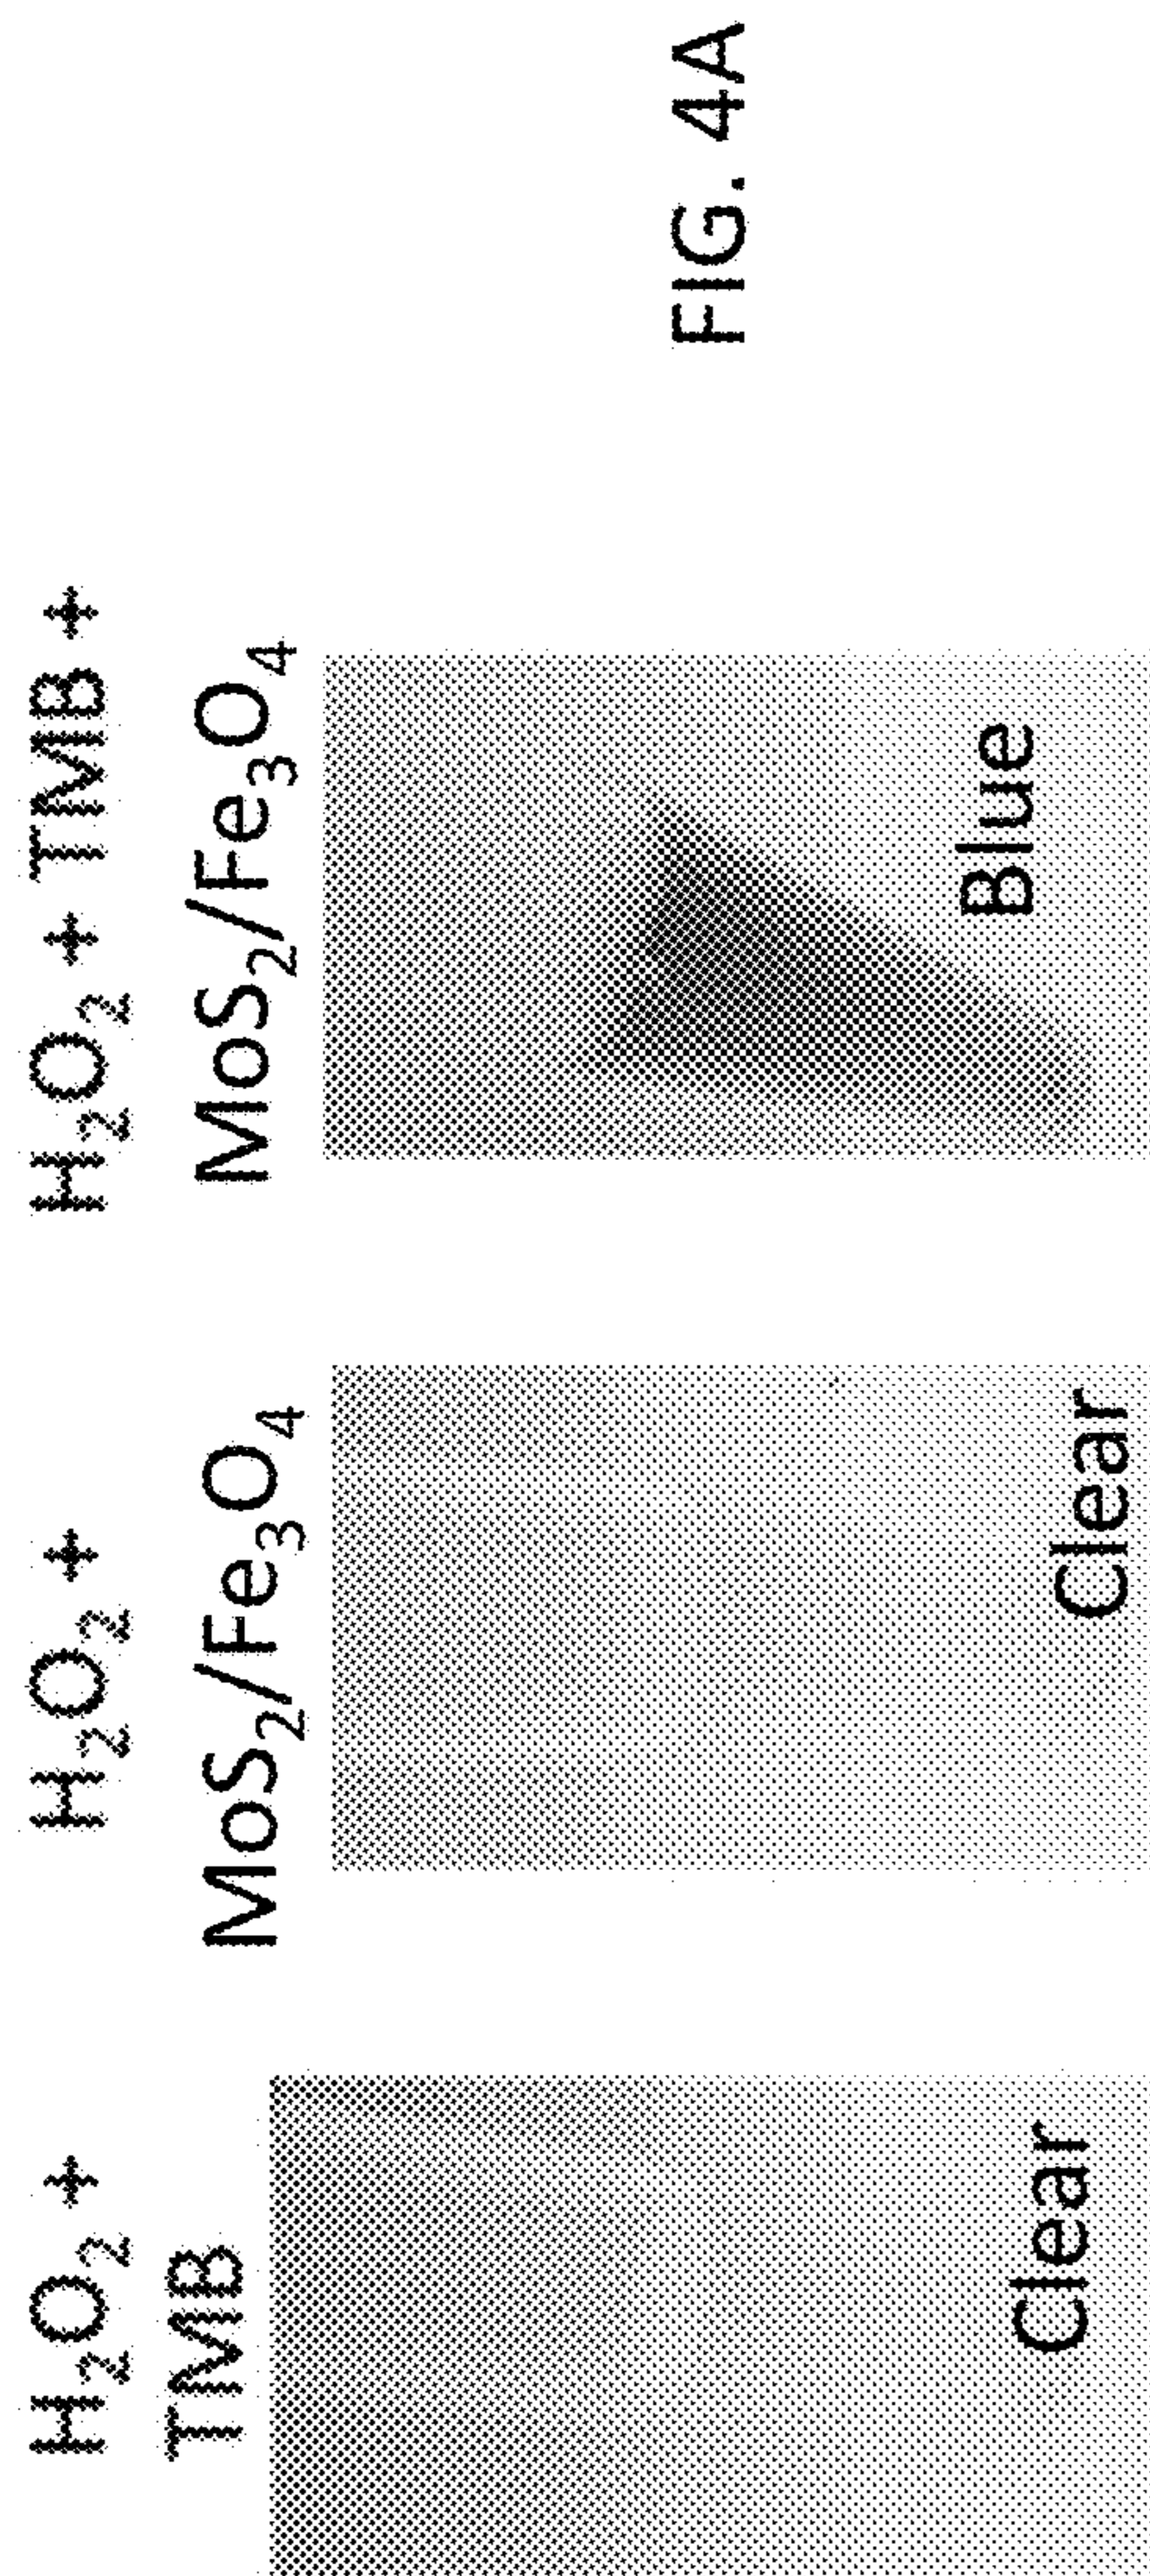 H₂O₂ +
TMB
Clear
H₂O₂ +
MoS₂/Fe₃O₄
Clear
H₂O₂ + TMB +
MoS₂/Fe₃O₄
Blue
FIG. 4A